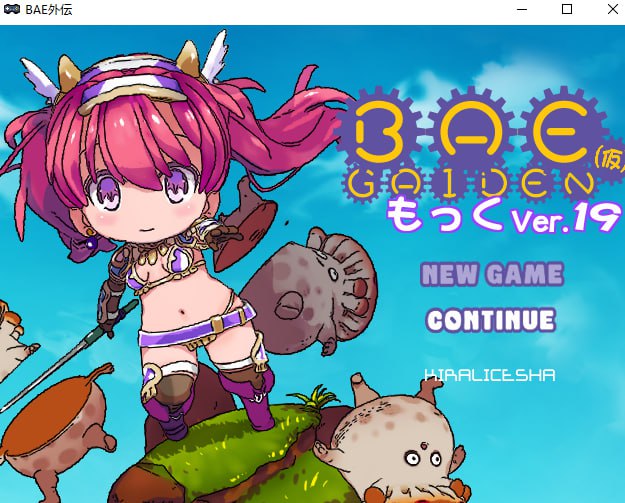 BAE外伝
BAE
(仮)
GAIDEN
もっく Ver.19
NEW GAME
CONTINUE
KIRALICESHA